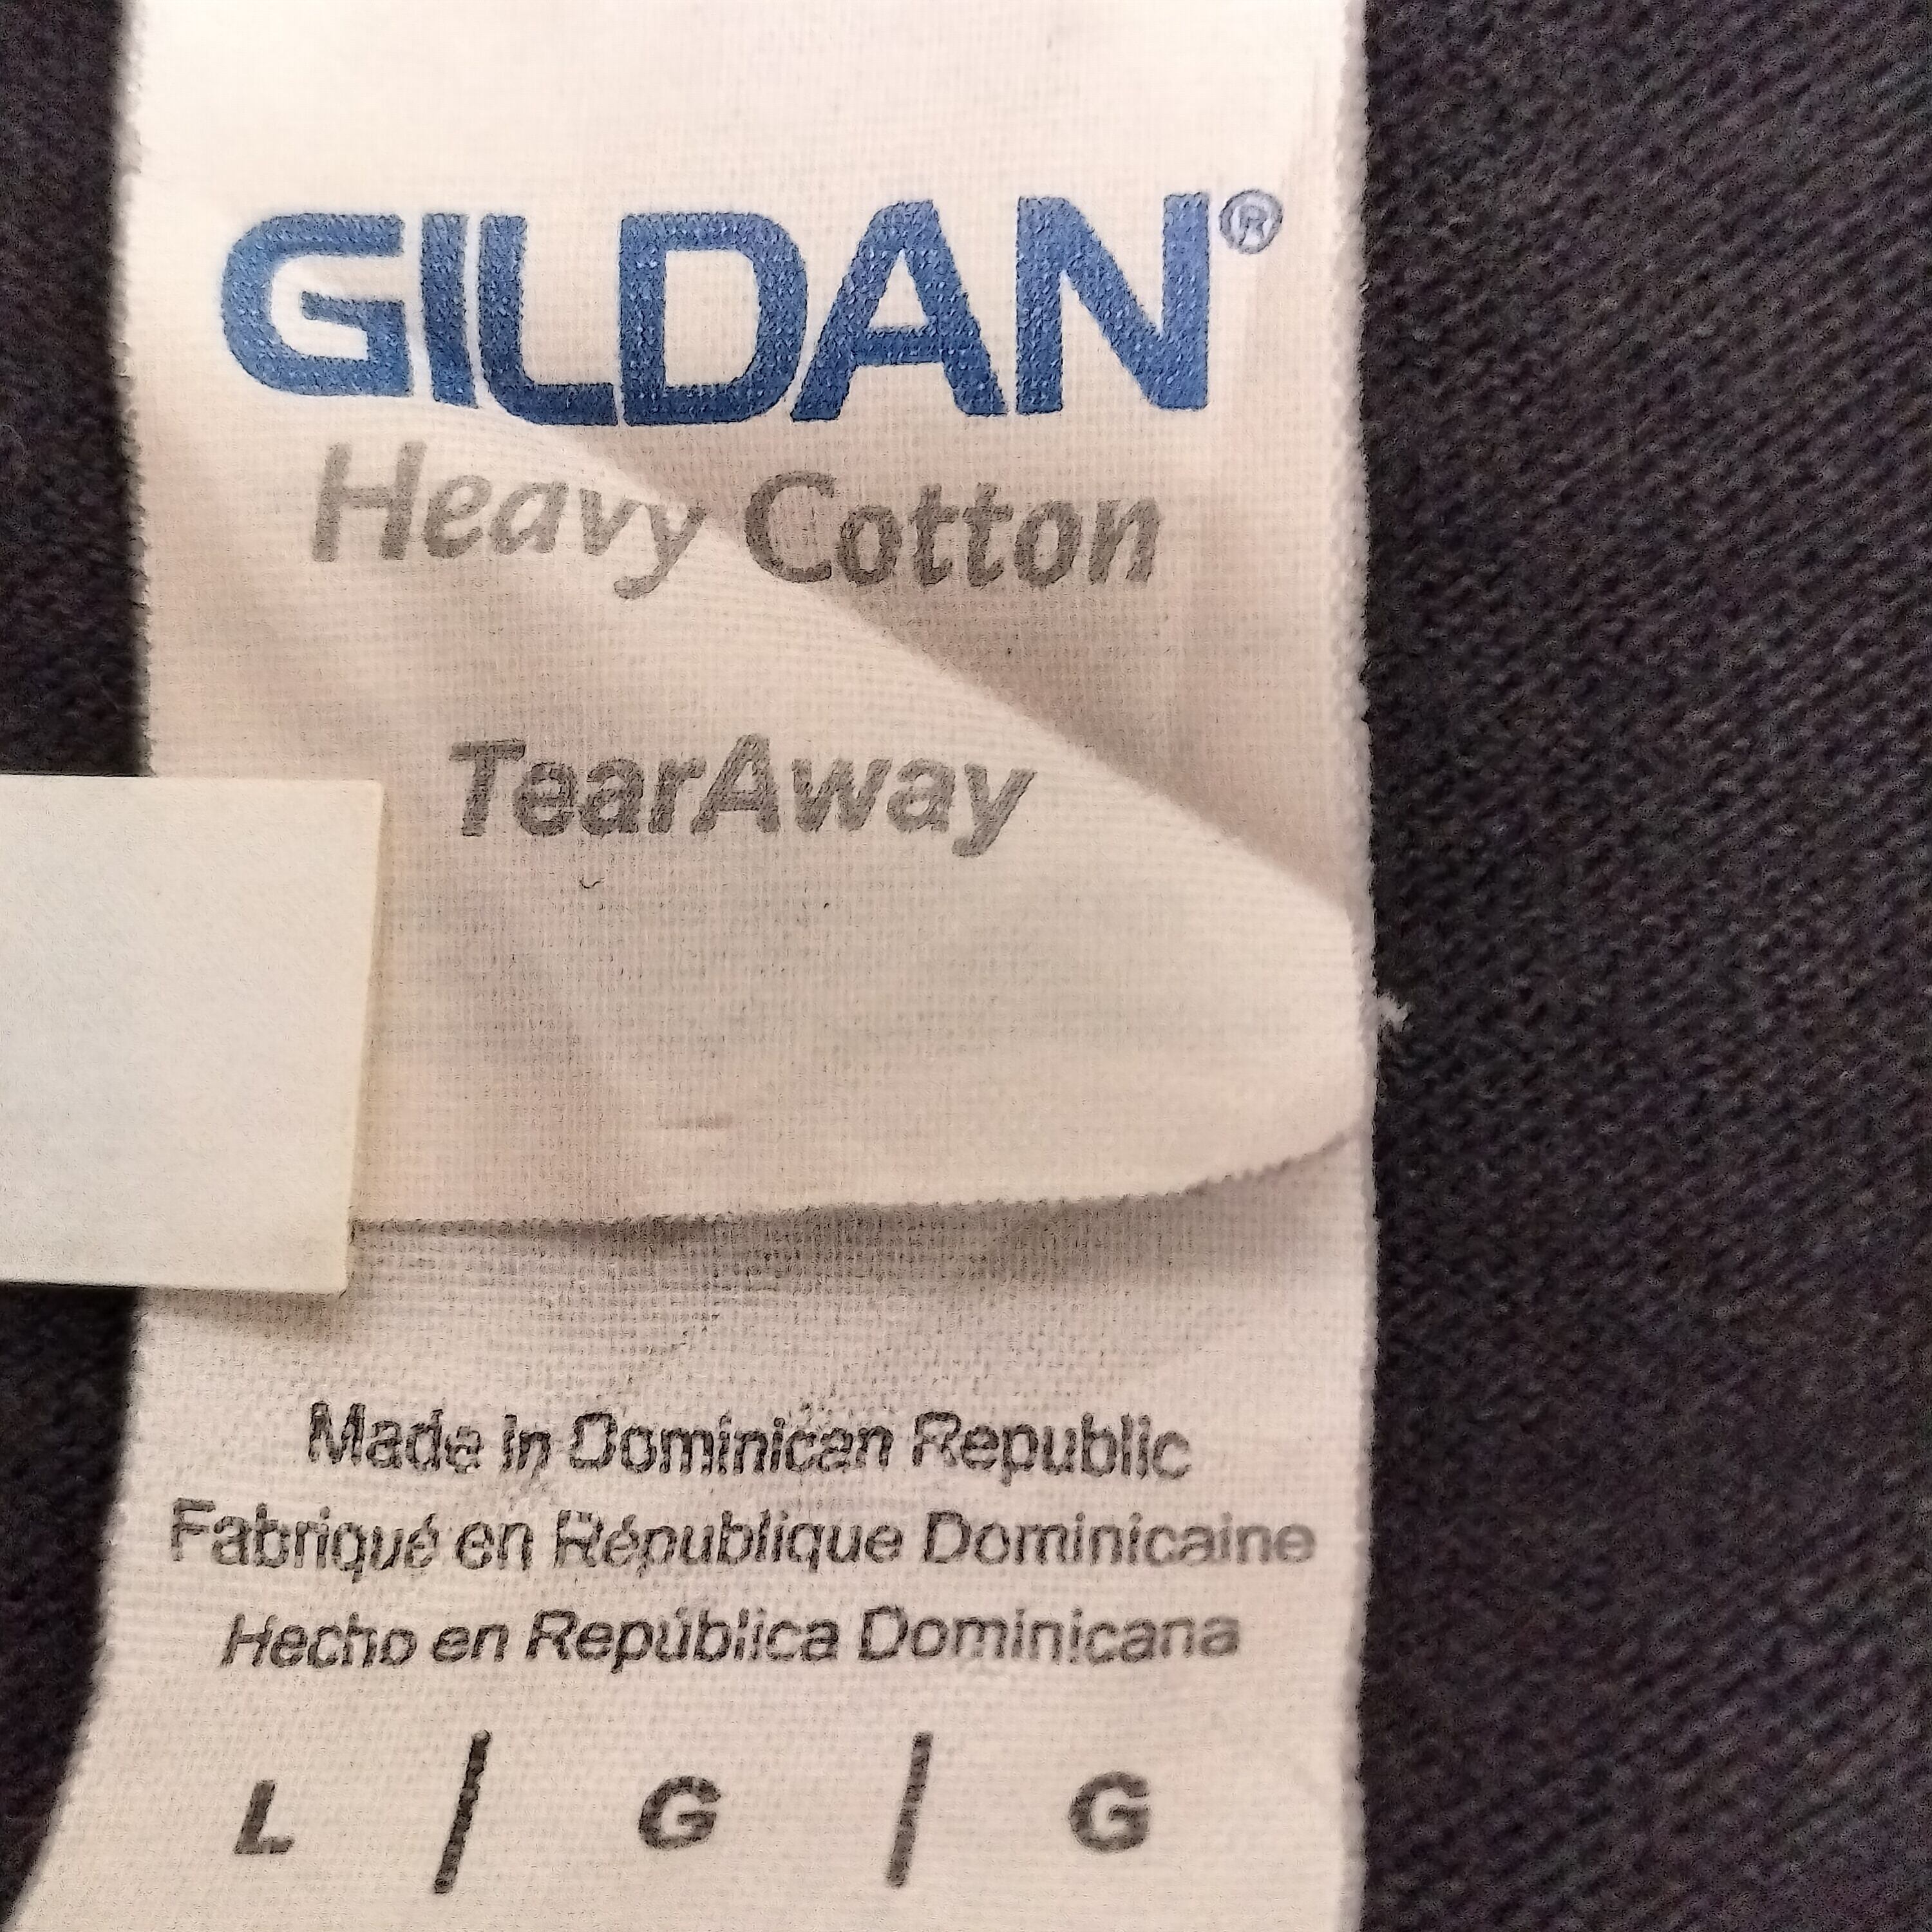 GILDAN®
Heavy Cotton
TearAway
Made in Dominican Republic
Fabriqué en République Dominicaine
Hecho en República Dominicana
L / G / G